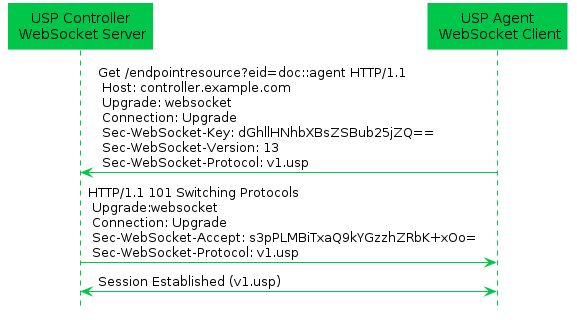 USP Controller
WebSocket Server
USP Agent
WebSocket Client
Get /endpointresource?eid=doc::agent HTTP/1.1
Host: controller.example.com
Upgrade: websocket
Connection: Upgrade
Sec-WebSocket-Key: dGhllHNhbXBsZSBub25jZQ==
Sec-WebSocket-Version: 13
Sec-WebSocket-Protocol: v1.usp
HTTP/1.1 101 Switching Protocols
Upgrade:websocket
Connection: Upgrade
Sec-WebSocket-Accept: s3pPLMBiTxaQ9kYGzzhZRbK+xOo=
Sec-WebSocket-Protocol: v1.usp
Session Established (v1.usp)